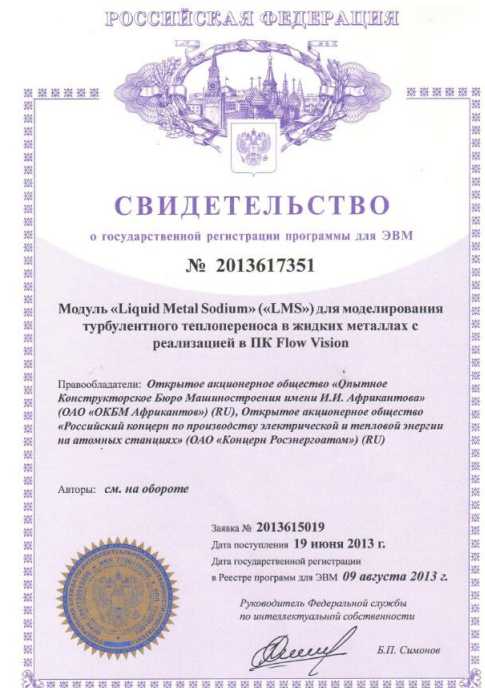 РОССИЙСКАЯ ФЕДЕРАЦИЯ
СВИДЕТЕЛЬСТВО
о государственной регистрации программы для ЭВМ
№ 2013617351
Модуль «Liquid Metal Sodium» («LMS») для моделирования
турбулентного теплопереноса в жидких металлах с
реализацией в ПК Flow Vision
Правообладатели: Открытое акционерное общество «Опытное
Конструкторское Бюро Машиностроения имени И.И. Африкантова»
(ОАО «ОКБМ Африкантов») (RU), Открытое акционерное общество
«Российский концерн по производству электрической и тепловой энергии
на атомных станциях» (ОАО «Концерн Росэнергоатом») (RU)
Авторы: см. на обороте
Заявка № 2013615019
Дата поступления 19 июня 2013 г.
Дата государственной регистрации
в Реестре программ для ЭВМ 09 августа 2013 г.
Руководитель Федеральной службы
по интеллектуальной собственности
Б.П. Симонов